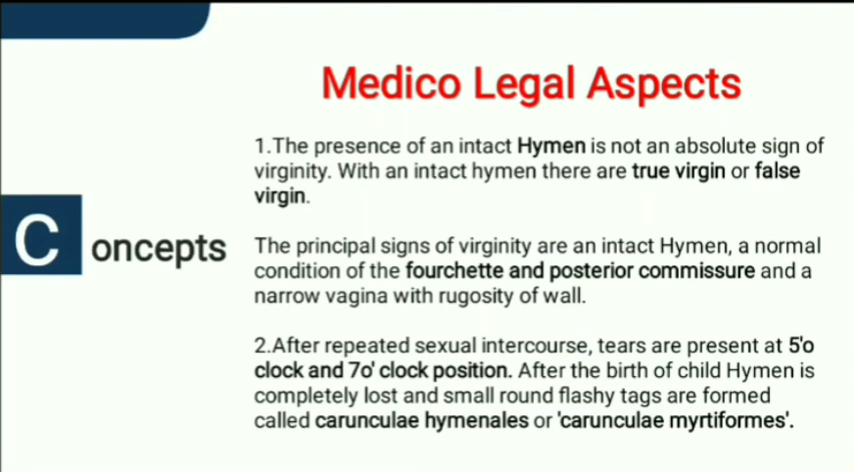 Medico Legal Aspects
Concepts
1.The presence of an intact Hymen is not an absolute sign of
virginity. With an intact hymen there are true virgin or false
virgin.
The principal signs of virginity are an intact Hymen, a normal
condition of the fourchette and posterior commissure and a
narrow vagina with rugosity of wall.
2.After repeated sexual intercourse, tears are present at 5'o
clock and 7o' clock position. After the birth of child Hymen is
completely lost and small round flashy tags are formed
called carunculae hymenales or 'carunculae myrtiformes'.